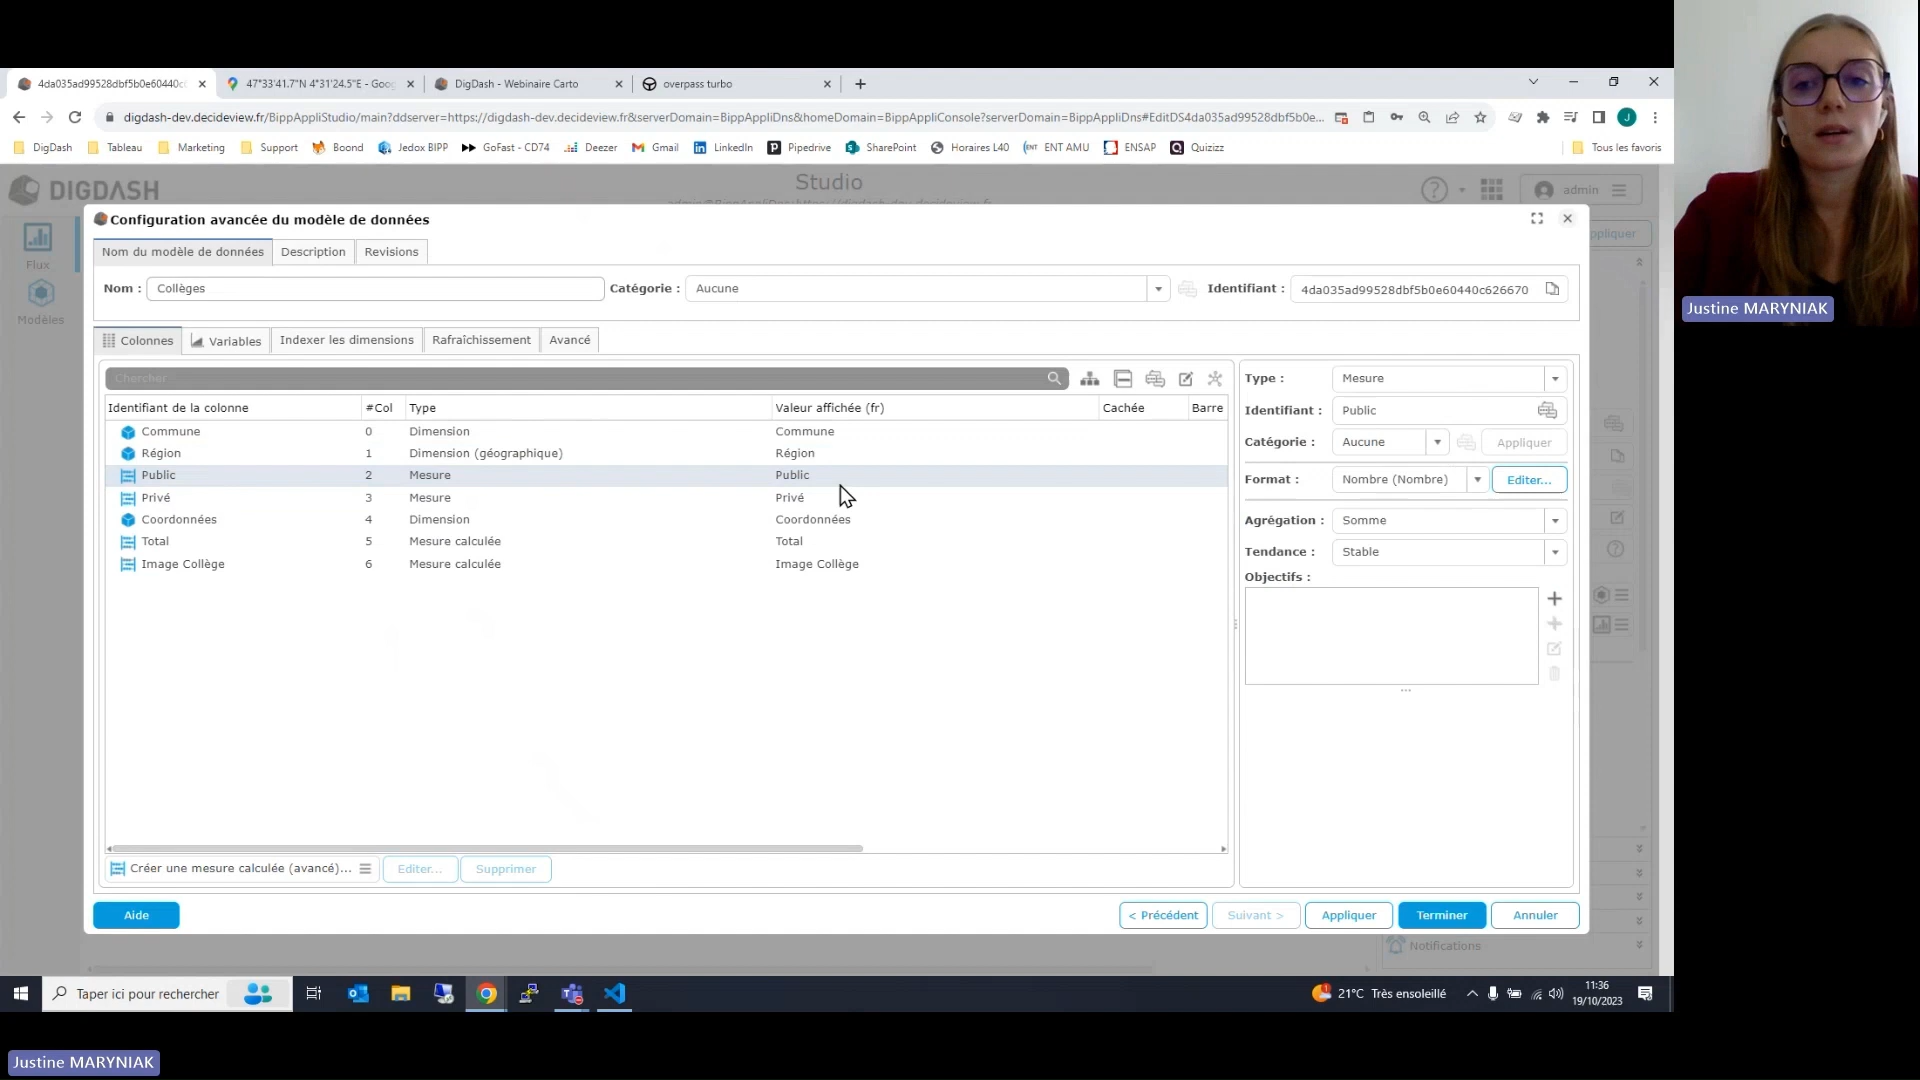 4da035ad99528dbf5b0e60440c
47°33'41.7"N 4°31'24.5"E - Goog
DigDash - Webinaire Carto
overpass turbo
digdash-dev.decideview.fr/BippAppliStudio/main?ddserver=https://digdash-dev.decideview.fr&serverDomain=BippAppliDns&homeDomain=BippAppliConsole?serverDomain=BippAppliDns#EditDS4da035ad99528dbf5b0e...
J
DigDash
Tableau
Marketing
Support
Boond
Jedox BIPP
GoFast - CD74
Deezer
Gmail
LinkedIn
Pipedrive
SharePoint
Horaires L40
ENT AMU
ENSAP
Quizizz
Tous les favoris
DIGDASH
Studio
admin
Flux
Modèles
Configuration avancée du modèle de données
Nom du modèle de données
Description
Revisions
Nom :
Collèges
Catégorie :
Aucune
Identifiant :
4da035ad99528dbf5b0e60440c626670
Colonnes
Variables
Indexer les dimensions
Rafraîchissement
Avancé
Chercher
Identifiant de la colonne #Col Type Valeur affichée (fr) Cachée Barre
Commune 0 Dimension Commune
Région 1 Dimension (géographique) Région
Public 2 Mesure Public
Privé 3 Mesure Privé
Coordonnées 4 Dimension Coordonnées
Total 5 Mesure calculée Total
Image Collège 6 Mesure calculée Image Collège
Type : Mesure
Identifiant : Public
Catégorie : Aucune Appliquer
Format : Nombre (Nombre) Editer...
Agrégation : Somme
Tendance : Stable
Objectifs :
Créer une mesure calculée (avancé)...
Editer...
Supprimer
Aide
< Précédent
Suivant >
Appliquer
Terminer
Annuler
Notifications
Taper ici pour rechercher
21°C Très ensoleillé
11:36
19/10/2023
Justine MARYNIAK
Justine MARYNIAK